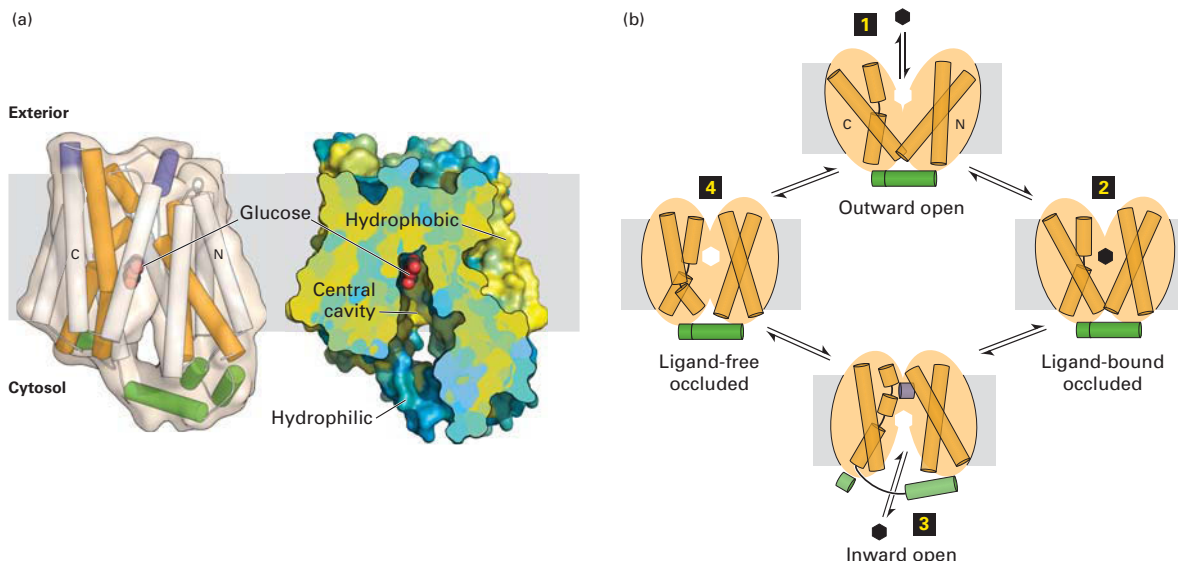 (a)
Exterior
Glucose
Hydrophobic
C
N
Central
cavity
Cytosol
Hydrophilic
(b)
1
C
N
Outward open
4
2
Ligand-free
occluded
Ligand-bound
occluded
3
Inward open